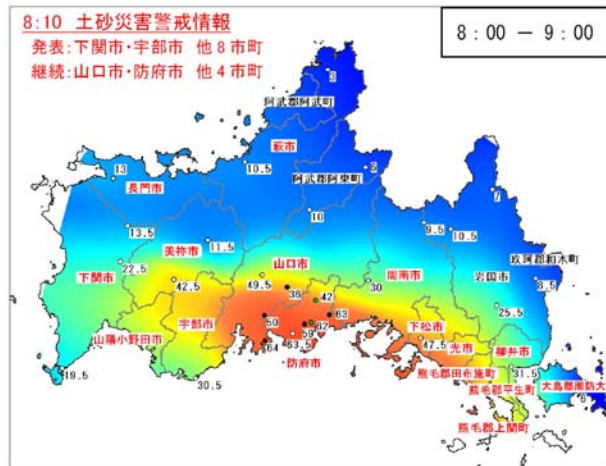 8:10 土砂災害警戒情報
発表:下関市・宇部市 他8市町
継続:山口市・防府市 他4市町
8:00 － 9:00
3
阿武郡阿武町
萩市
10.5
5
13
長門市
阿武郡阿東町
7
10
9.5
10.5
13.5
美祢市
11.5
玖珂郡和木町
22.5
下関市
山口市
周南市
岩国市
8.5
42.5
49.5
36
42
30
25.5
宇部市
50
63
59
62
下松市
山陽小野田市
64
63.5
47.5
光市
柳井市
防府市
19.5
30.5
31.5
熊毛郡田布施町
大島郡周防大
熊毛郡平生町
6
熊毛郡上関町